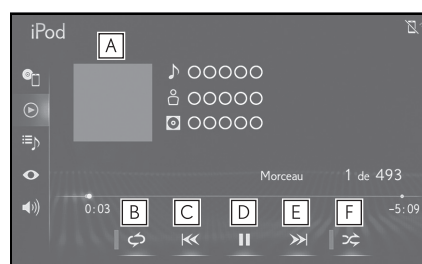 iPod
A
OOOOO
OOOOO
OOOOO
Morceau 1 de 493
0:03 B C D E F -5:09